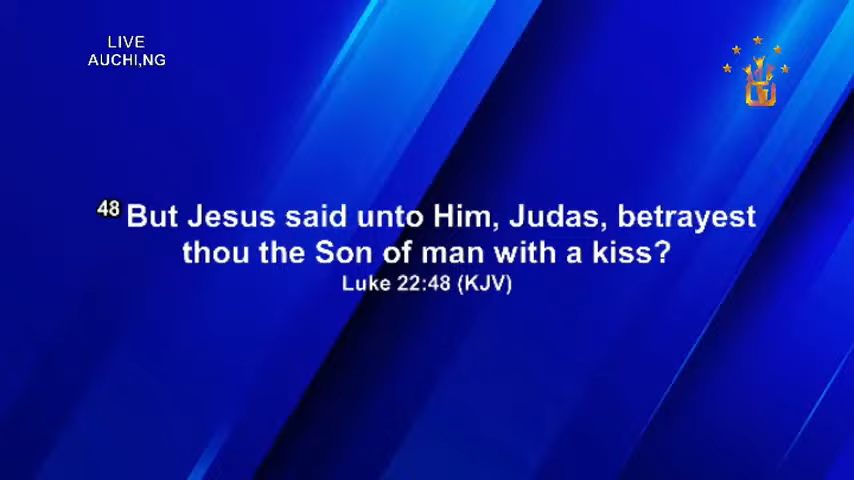 LIVE
AUCHI,NG
48 But Jesus said unto Him, Judas, betrayest
thou the Son of man with a kiss?
Luke 22:48 (KJV)